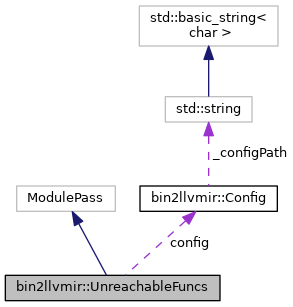 std::basic_string<
char >
std::string
_configPath
ModulePass
bin2llvmir::Config
config
bin2llvmir::UnreachableFuncs